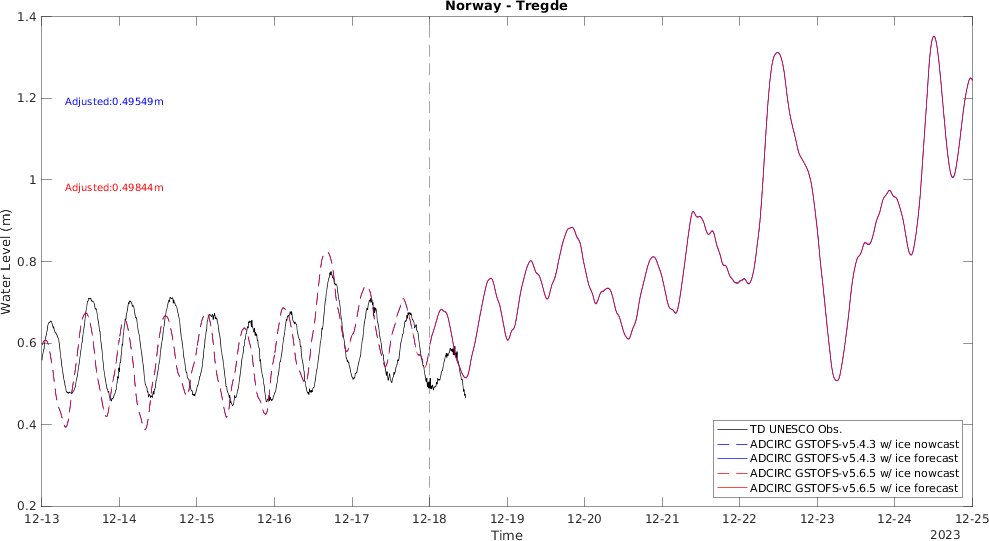 Norway - Tregde
1.4
1.2
1
0.8
0.6
0.4
0.2
Water Level (m)
Adjusted:0.49549m
Adjusted:0.49844m
TD UNESCO Obs.
ADCIRC GSTOFS-v5.4.3 w/ ice nowcast
ADCIRC GSTOFS-v5.4.3 w/ ice forecast
ADCIRC GSTOFS-v5.6.5 w/ ice nowcast
ADCIRC GSTOFS-v5.6.5 w/ ice forecast
12-13 12-14 12-15 12-16 12-17 12-18 12-19 12-20 12-21 12-22 12-23 12-24 12-25
Time
2023